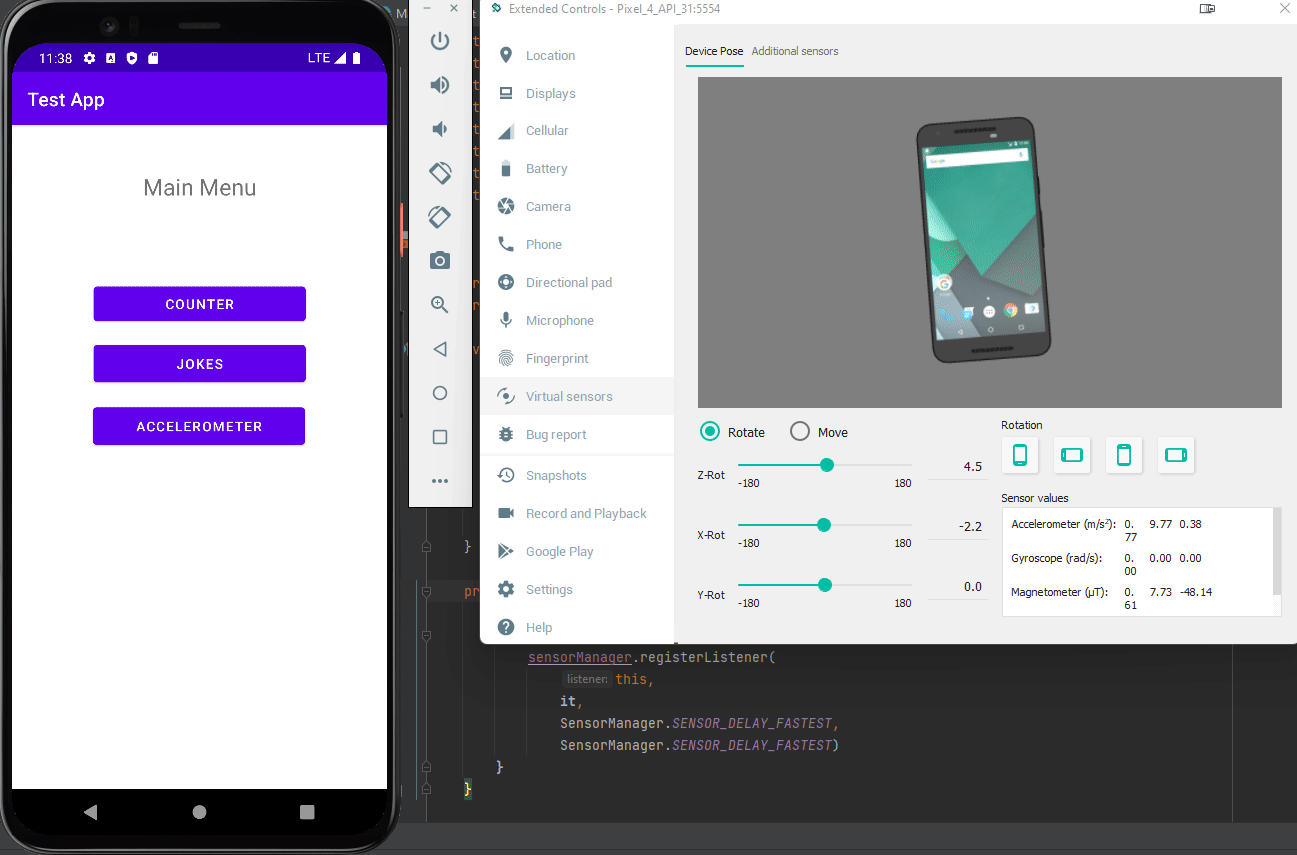 11:38
LTE
Test App
Main Menu
COUNTER
JOKES
ACCELEROMETER
Extended Controls - Pixel_4_API_31:5554
Location
Displays
Cellular
Battery
Camera
Phone
Directional pad
Microphone
Fingerprint
Virtual sensors
Bug report
Snapshots
Record and Playback
Google Play
Settings
Help
Device Pose Additional sensors
Rotate Move
Z-Rot -180 180 4.5
X-Rot -180 180 -2.2
Y-Rot -180 180 0.0
Rotation
Sensor values
Accelerometer (m/s²): 0. 9.77 0.38
77
Gyroscope (rad/s): 0. 0.00 0.00
00
Magnetometer (μT): 0. 7.73 -48.14
61
}
pr
sensorManager.registerListener(
listener: this,
it,
SensorManager.SENSOR_DELAY_FASTEST,
SensorManager.SENSOR_DELAY_FASTEST)
}
}